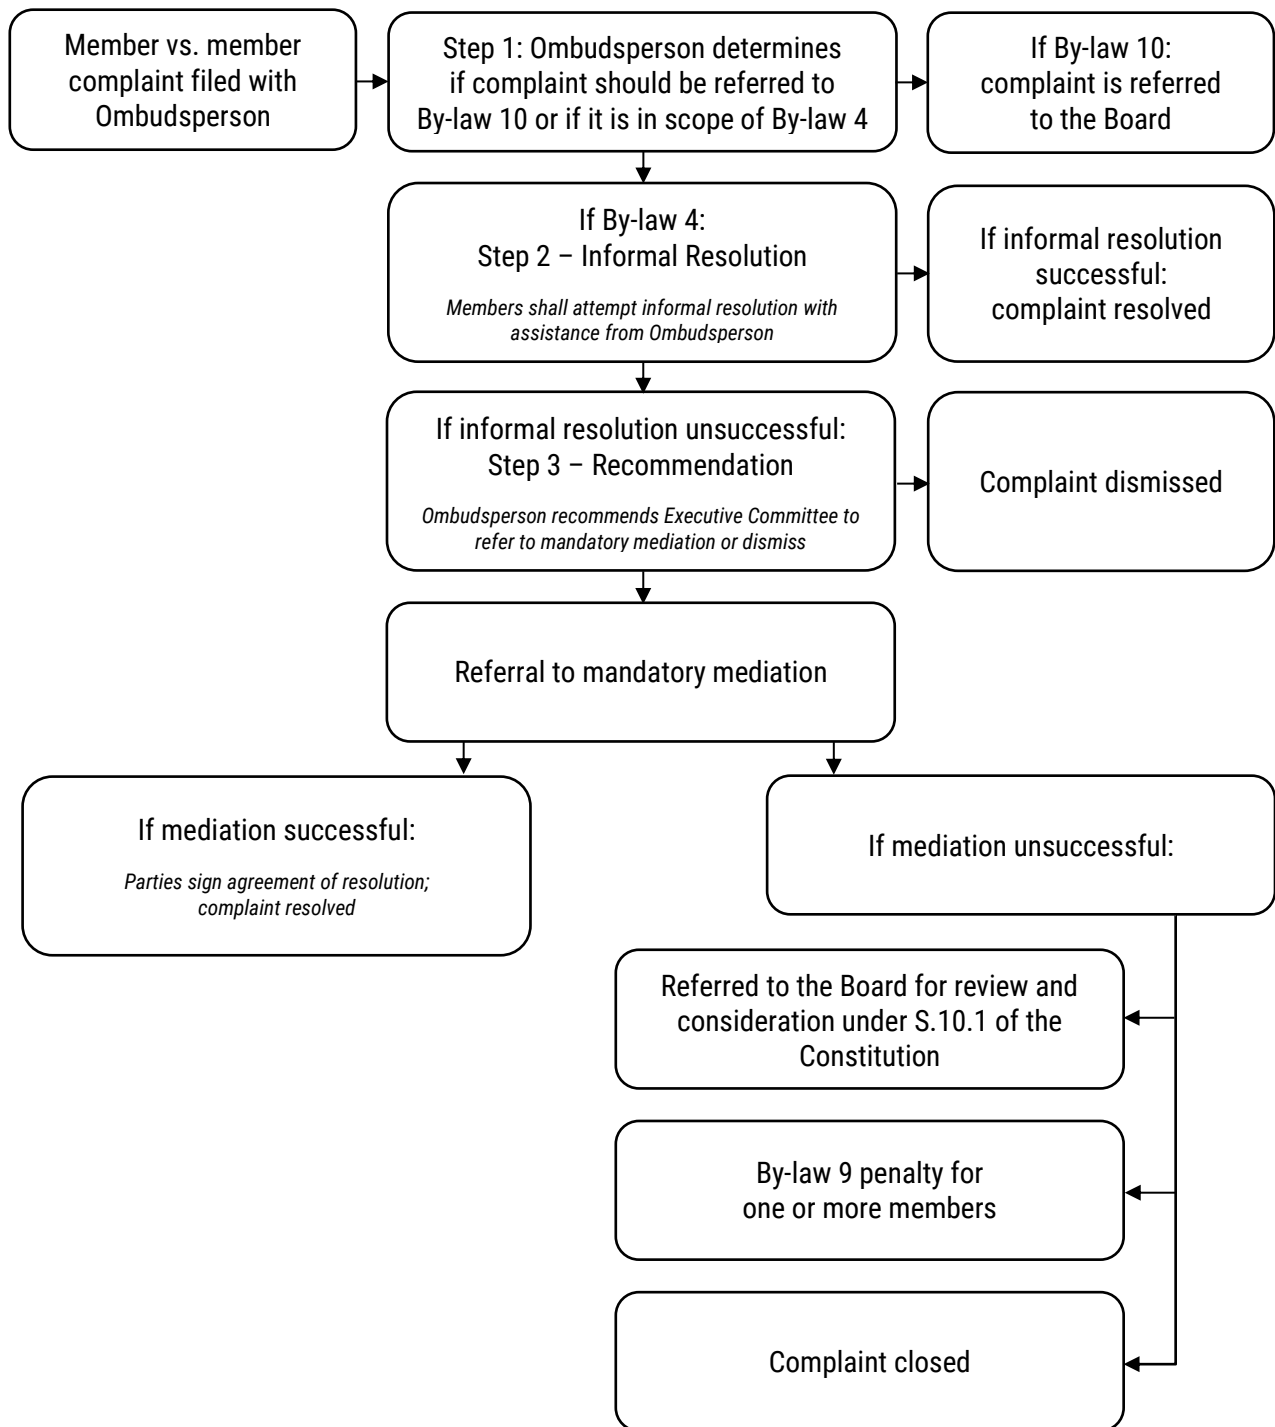 Member vs. member
complaint filed with
Ombudsperson
Step 1: Ombudsperson determines
if complaint should be referred to
By-law 10 or if it is in scope of By-law 4
If By-law 10:
complaint is referred
to the Board
If By-law 4:
Step 2 – Informal Resolution
Members shall attempt informal resolution with
assistance from Ombudsperson
If informal resolution
successful:
complaint resolved
If informal resolution unsuccessful:
Step 3 – Recommendation
Ombudsperson recommends Executive Committee to
refer to mandatory mediation or dismiss
Complaint dismissed
Referral to mandatory mediation
If mediation successful:
Parties sign agreement of resolution;
complaint resolved
If mediation unsuccessful:
Referred to the Board for review and
consideration under S.10.1 of the
Constitution
By-law 9 penalty for
one or more members
Complaint closed